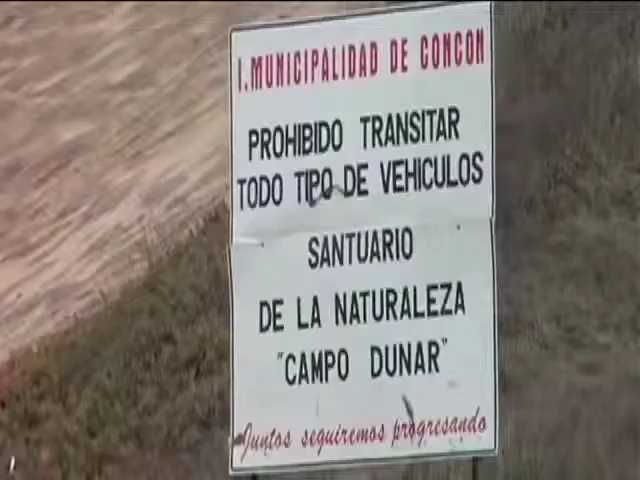 I.MUNICIPALIDAD DE CONCON
PROHIBIDO TRANSITAR
TODO TIPO DE VEHICULOS
SANTUARIO
DE LA NATURALEZA
"CAMPO DUNAR"
Juntos seguiremos progresando